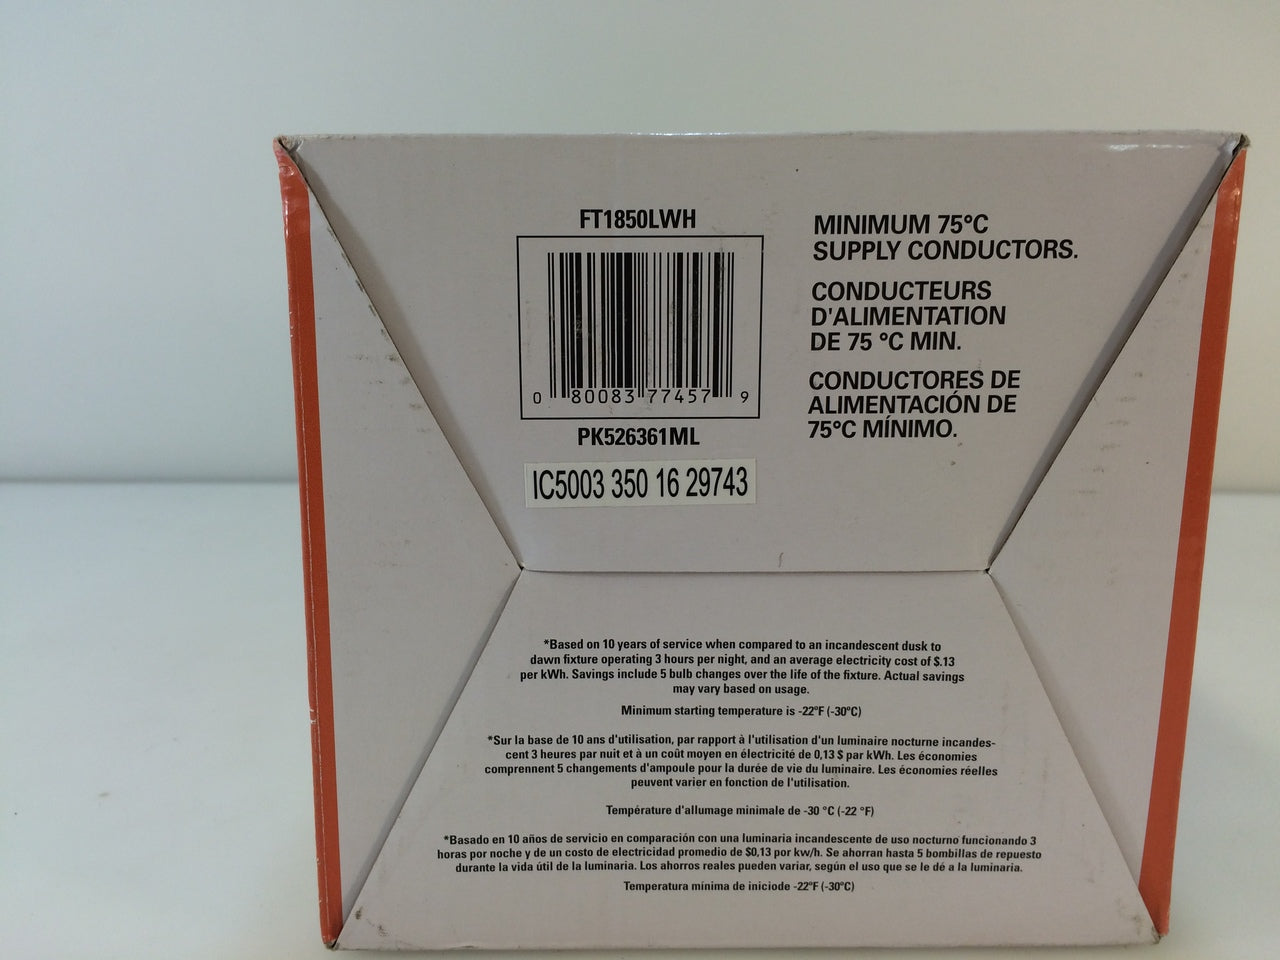 FT1850LWH
0 80083 77457 9
PK526361ML
IC5003 350 16 29743
MINIMUM 75°C
SUPPLY CONDUCTORS.
CONDUCTEURS
D'ALIMENTATION
DE 75 °C MIN.
CONDUCTORES DE
ALIMENTACIÓN DE
75°C MÍNIMO.
*Based on 10 years of service when compared to an incandescent dusk to
dawn fixture operating 3 hours per night, and an average electricity cost of $.13
per kWh. Savings include 5 bulb changes over the life of the fixture. Actual savings
may vary based on usage.
Minimum starting temperature is -22°F (-30°C)
*Sur la base de 10 ans d'utilisation, par rapport à l'utilisation d'un luminaire nocturne incandes-
cent 3 heures par nuit et à un coût moyen en électricité de 0,13 $ par kWh. Les économies
comprennent 5 changements d'ampoule pour la durée de vie du luminaire. Les économies réelles
peuvent varier en fonction de l'utilisation.
Température d'allumage minimale de -30 °C (-22 °F)
*Basado en 10 años de servicio en comparación con una luminaria incandescente de uso nocturno funcionando 3
horas por noche y de un costo de electricidad promedio de $0,13 por kw/h. Se ahorran hasta 5 bombillas de repuesto
durante la vida útil de la luminaria. Los ahorros reales pueden variar, según el uso que se le dé a la luminaria.
Temperatura mínima de iniciode -22°F (-30°C)